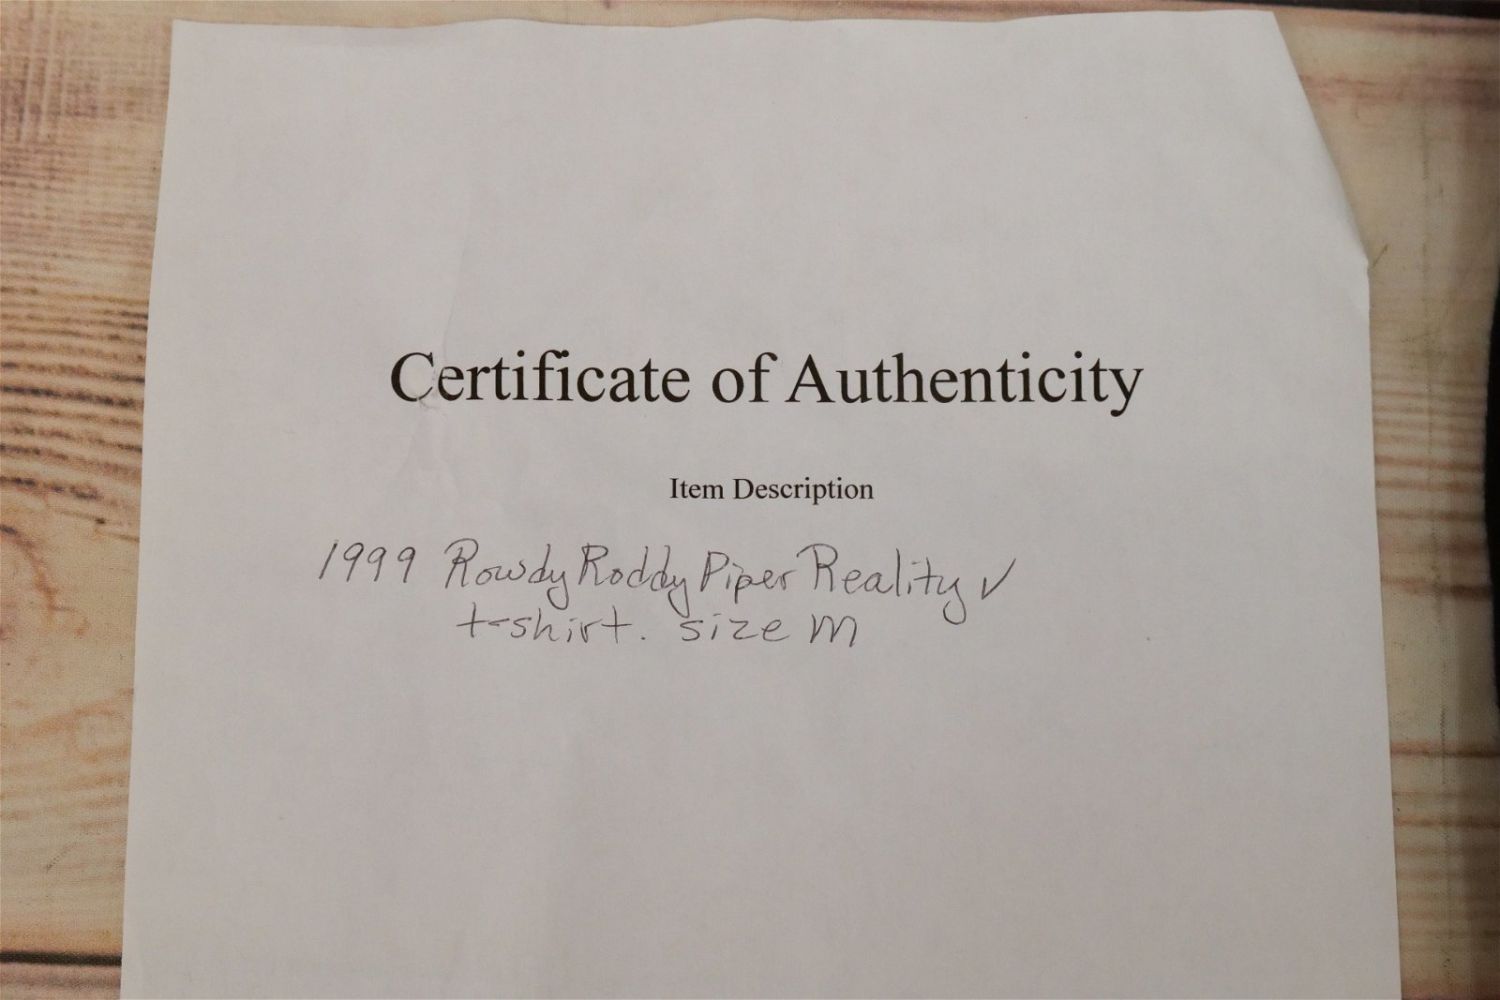 Certificate of Authenticity
Item Description
1999 Rowdy Roddy Piper Reality ✓
t-shirt. size M